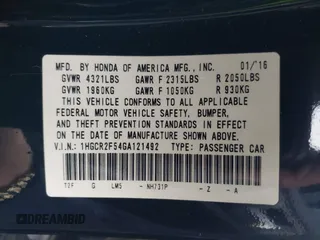 MFD. BY HONDA OF AMERICA MFG., INC. 01/'16
GVWR 4321LBS GAWR F 2315LBS R 2050LBS
GVWR 1960KG GAWR F 1050KG R 930KG
THIS VEHICLE CONFORMS TO ALL APPLICABLE
FEDERAL MOTOR VEHICLE SAFETY, BUMPER,
AND THEFT PREVENTION STANDARDS IN EFFECT
ON THE DATE OF MANUFACTURE SHOWN ABOVE.
V.I.N.: 1HGCR2F54GA121492 TYPE: PASSENGER CAR
T2F G LMS - NH731P - Z - A
© DREAMBID